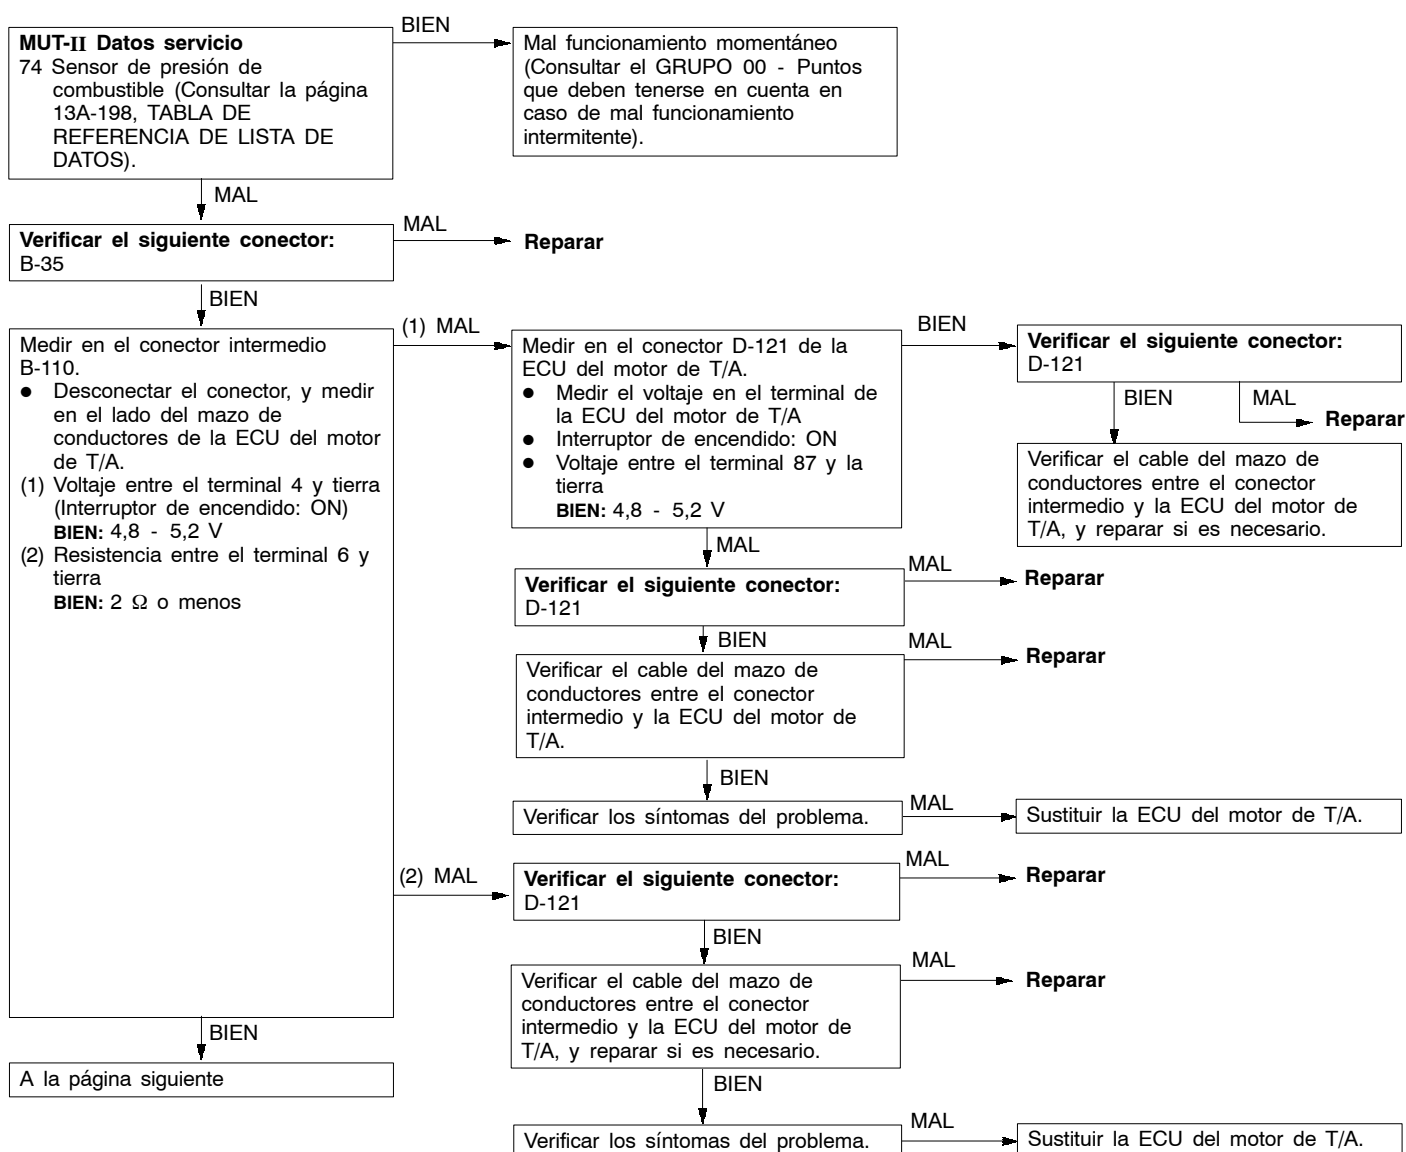 MUT-II Datos servicio
74 Sensor de presión de
combustible (Consultar la página
13A-198, TABLA DE
REFERENCIA DE LISTA DE
DATOS).
BIEN
Mal funcionamiento momentáneo
(Consultar el GRUPO 00 - Puntos
que deben tenerse en cuenta en
caso de mal funcionamiento
intermitente).
MAL
Verificar el siguiente conector:
B-35
MAL
Reparar
BIEN
Medir en el conector intermedio
B-110.
● Desconectar el conector, y medir
en el lado del mazo de
conductores de la ECU del motor
de T/A.
(1) Voltaje entre el terminal 4 y tierra
(Interruptor de encendido: ON)
BIEN: 4,8 - 5,2 V
(2) Resistencia entre el terminal 6 y
tierra
BIEN: 2 Ω o menos
(1) MAL
Medir en el conector D-121 de la
ECU del motor de T/A.
● Medir el voltaje en el terminal de
la ECU del motor de T/A
● Interruptor de encendido: ON
● Voltaje entre el terminal 87 y la
tierra
BIEN: 4,8 - 5,2 V
BIEN
Verificar el siguiente conector:
D-121
BIEN
MAL
Reparar
Verificar el cable del mazo de
conductores entre el conector
intermedio y la ECU del motor de
T/A, y reparar si es necesario.
MAL
Verificar el siguiente conector:
D-121
MAL
Reparar
BIEN
Verificar el cable del mazo de
conductores entre el conector
intermedio y la ECU del motor de
T/A.
MAL
Reparar
BIEN
Verificar los síntomas del problema.
MAL
Sustituir la ECU del motor de T/A.
(2) MAL
Verificar el siguiente conector:
D-121
MAL
Reparar
BIEN
Verificar el cable del mazo de
conductores entre el conector
intermedio y la ECU del motor de
T/A, y reparar si es necesario.
MAL
Reparar
BIEN
Verificar los síntomas del problema.
MAL
Sustituir la ECU del motor de T/A.
BIEN
A la página siguiente